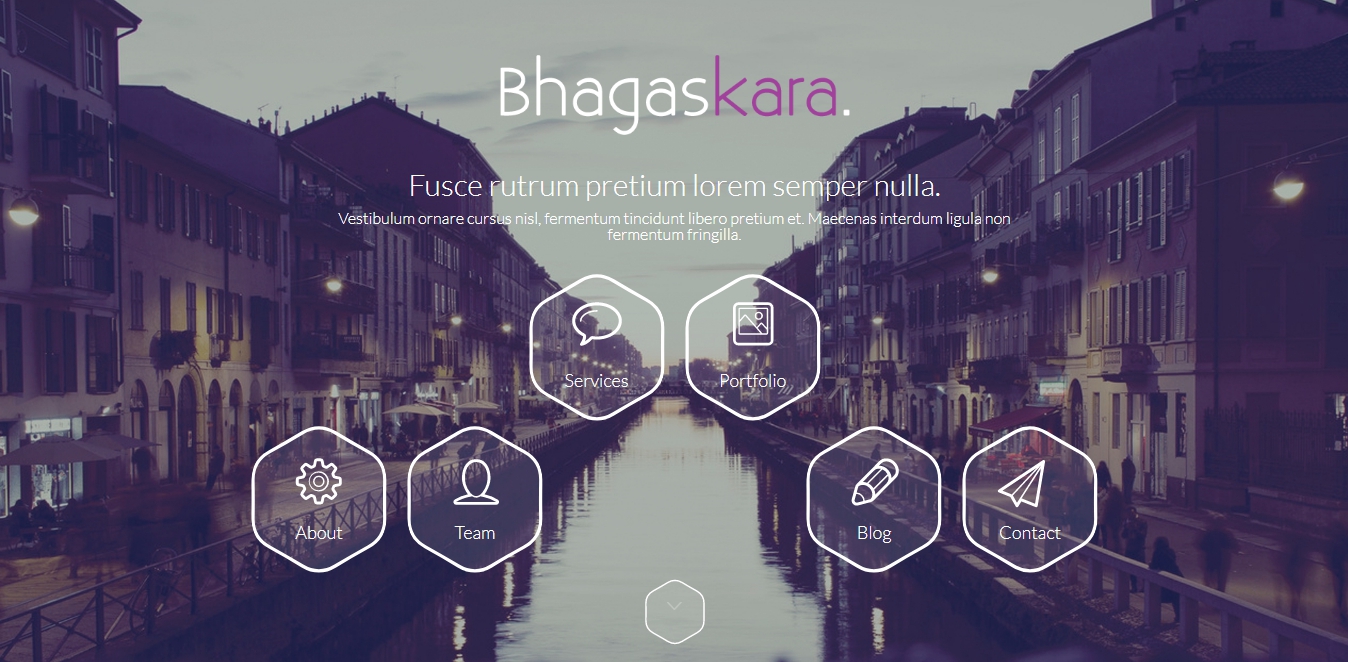 Bhagaskara.
Fusce rutrum pretium lorem semper nulla.
Vestibulum ornare cursus nisl, fermentum tincidunt libero pretium et. Maecenas interdum ligula non
fermentum fringilla.
Services
Portfolio
About
Team
Blog
Contact